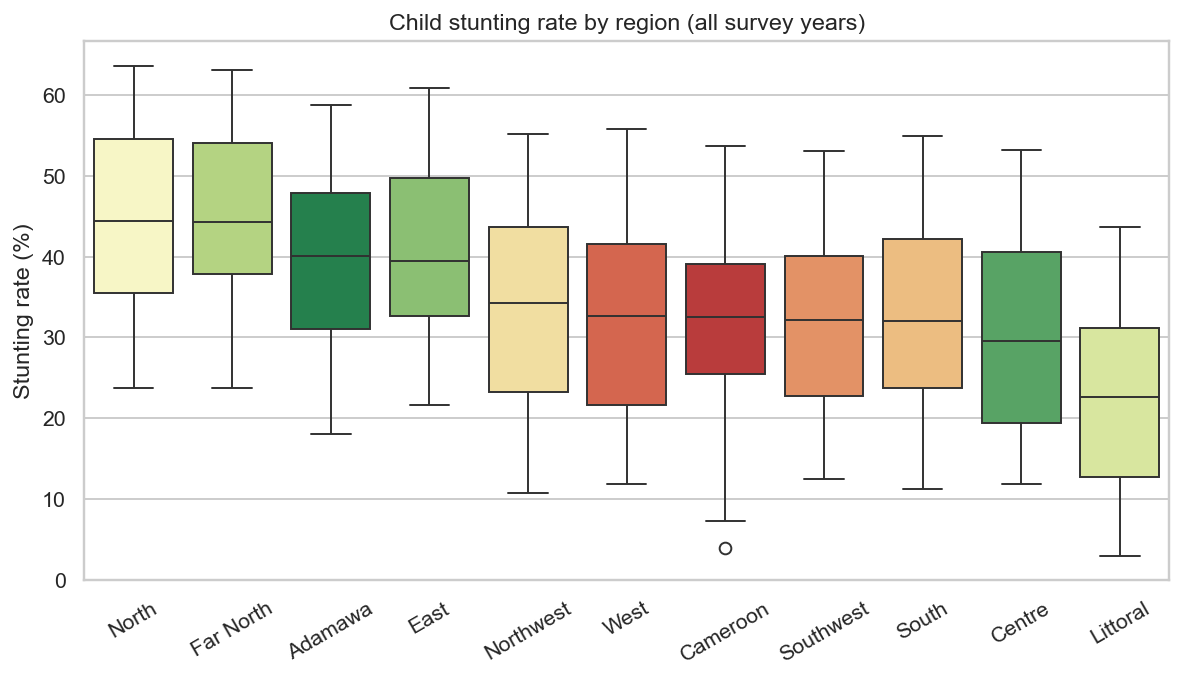 Child stunting rate by region (all survey years)
Stunting rate (%)
60
50
40
30
20
10
0
North
Far North
Adamawa
East
Northwest
West
Cameroon
Southwest
South
Centre
Littoral